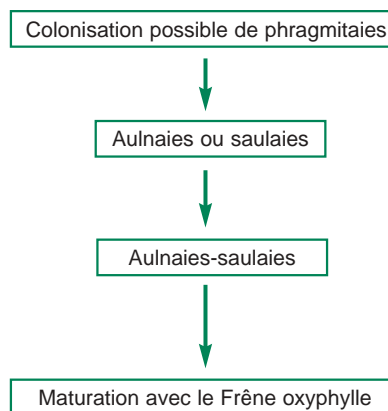 Colonisation possible de phragmitaies
Aulnaies ou saulaies
Aulnaies-saulaies
Maturation avec le Frêne oxyphylle